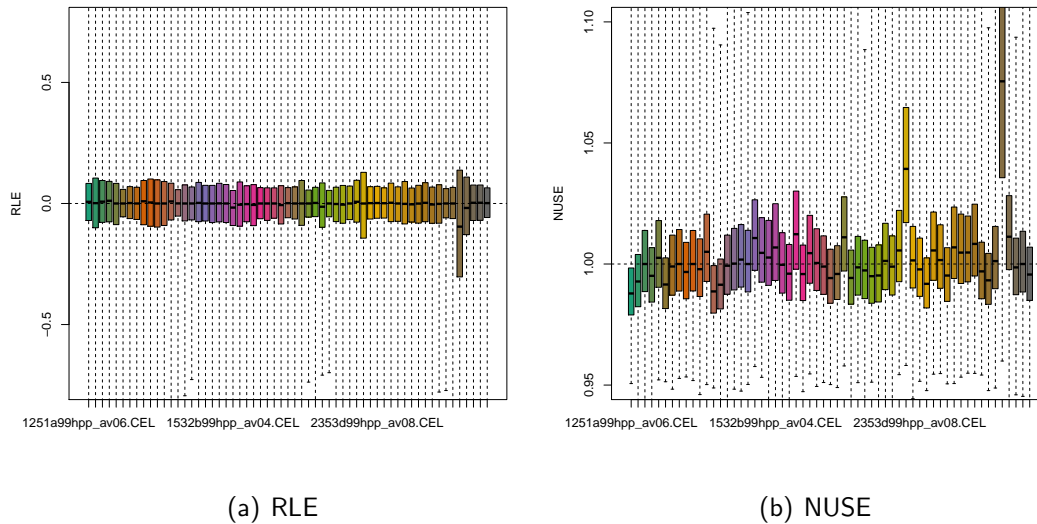 0.5
0.0
−0.5
RLE
1251a99hpp_av06.CEL 1532b99hpp_av04.CEL 2353d99hpp_av08.CEL
(a) RLE
1.10
1.05
1.00
0.95
NUSE
1251a99hpp_av06.CEL 1532b99hpp_av04.CEL 2353d99hpp_av08.CEL
(b) NUSE